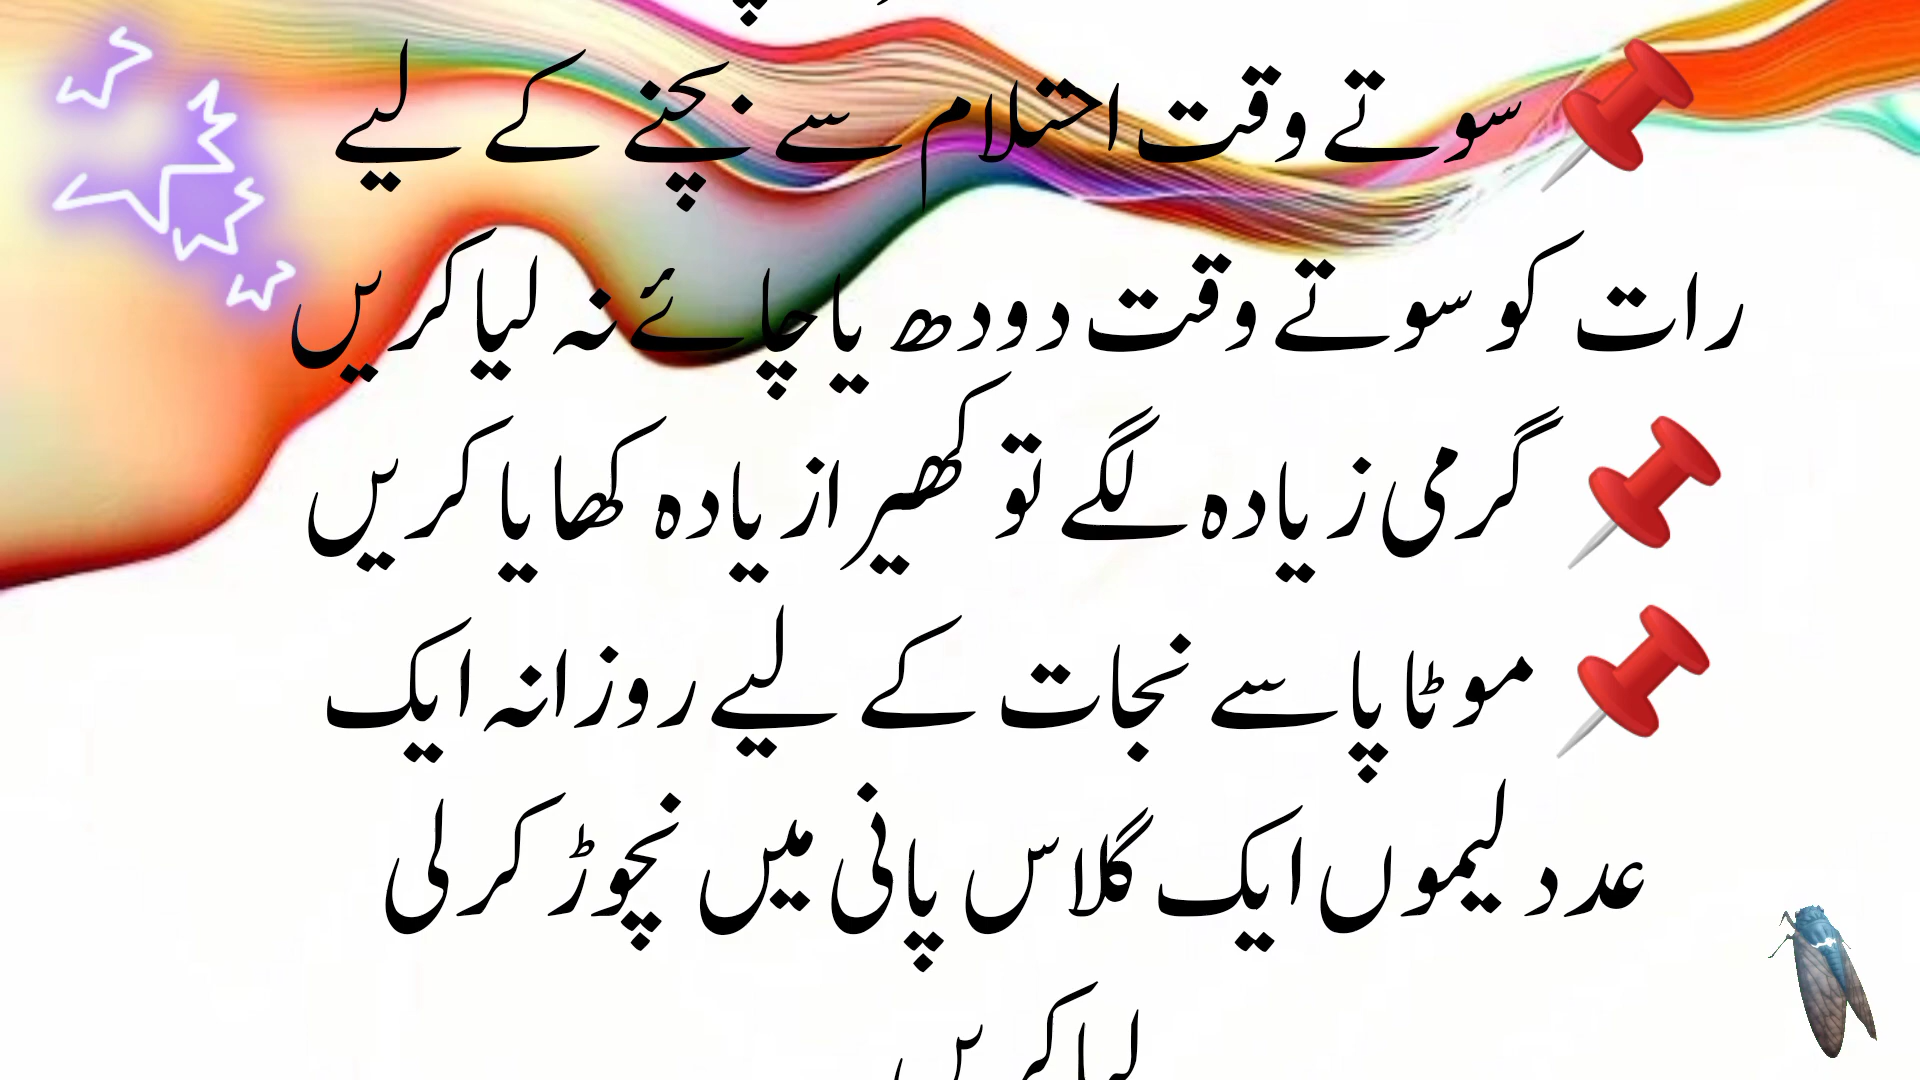 📌 سوتے وقت احتلام سے بچنے کے لیے
رات کو سوتے وقت دودھ یا چائے نہ لیا کریں
📌 گرمی زیادہ لگے تو کھیرا زیادہ کھایا کریں
📌 موٹاپا سے نجات کے لیے روزانہ ایک
عدد لیموں ایک گلاس پانی میں نچوڑ کر لی
لیا کریں